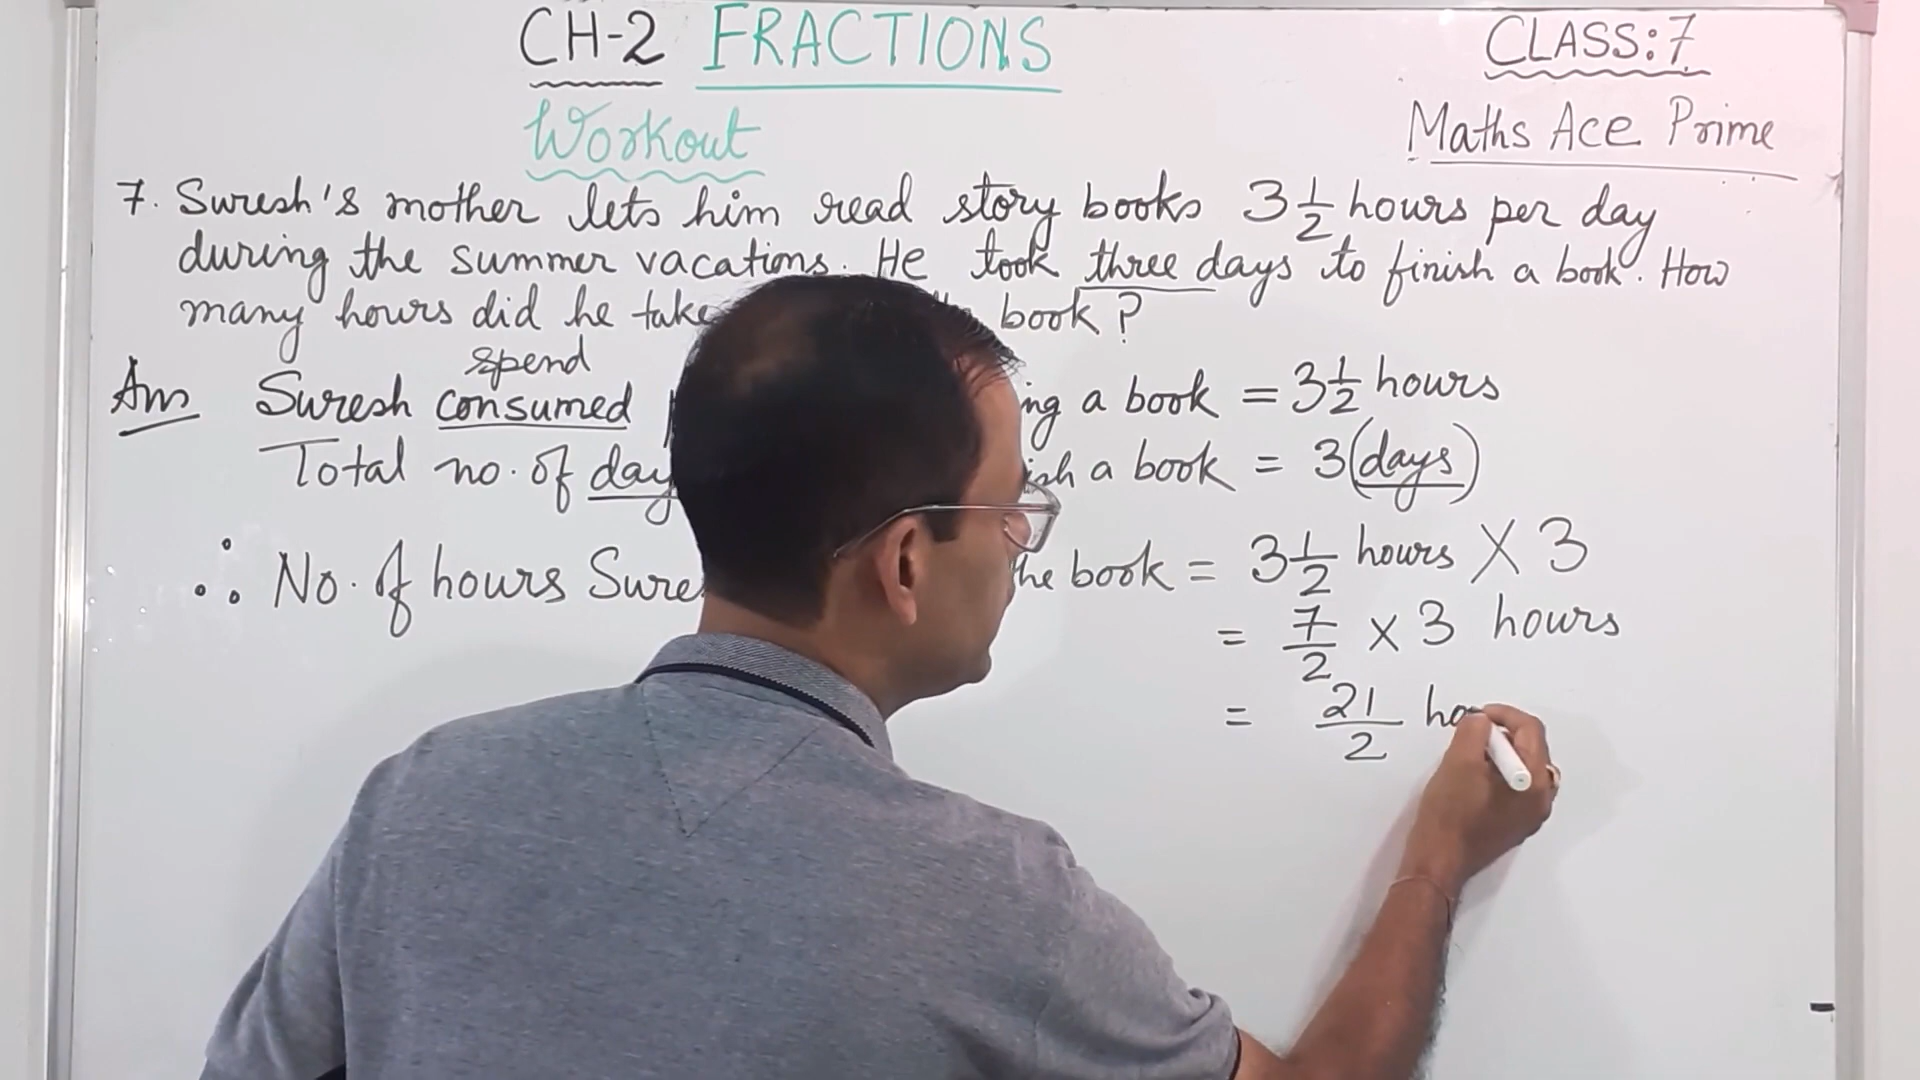 CH-2 FRACTIONS
CLASS:7
Workout
Maths Ace Prime
7. Suresh's mother lets him read story books 3 1/2 hours per day
during the summer vacations. He took three days to finish a book. How
many hours did he take book?
spend
Ans Suresh consumed a book = 3 1/2 hours
Total no. of a book = 3 (days)
∴ No. of hours book = 3 1/2 hours X 3
= 7/2 x 3 hours
= 21/2